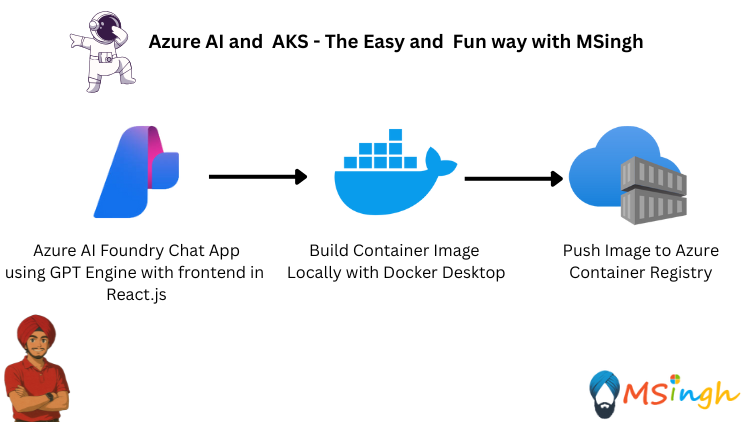 Azure AI and AKS - The Easy and Fun way with MSingh
Azure AI Foundry Chat App
using GPT Engine with frontend in
React.js
Build Container Image
Locally with Docker Desktop
Push Image to Azure
Container Registry
MSingh